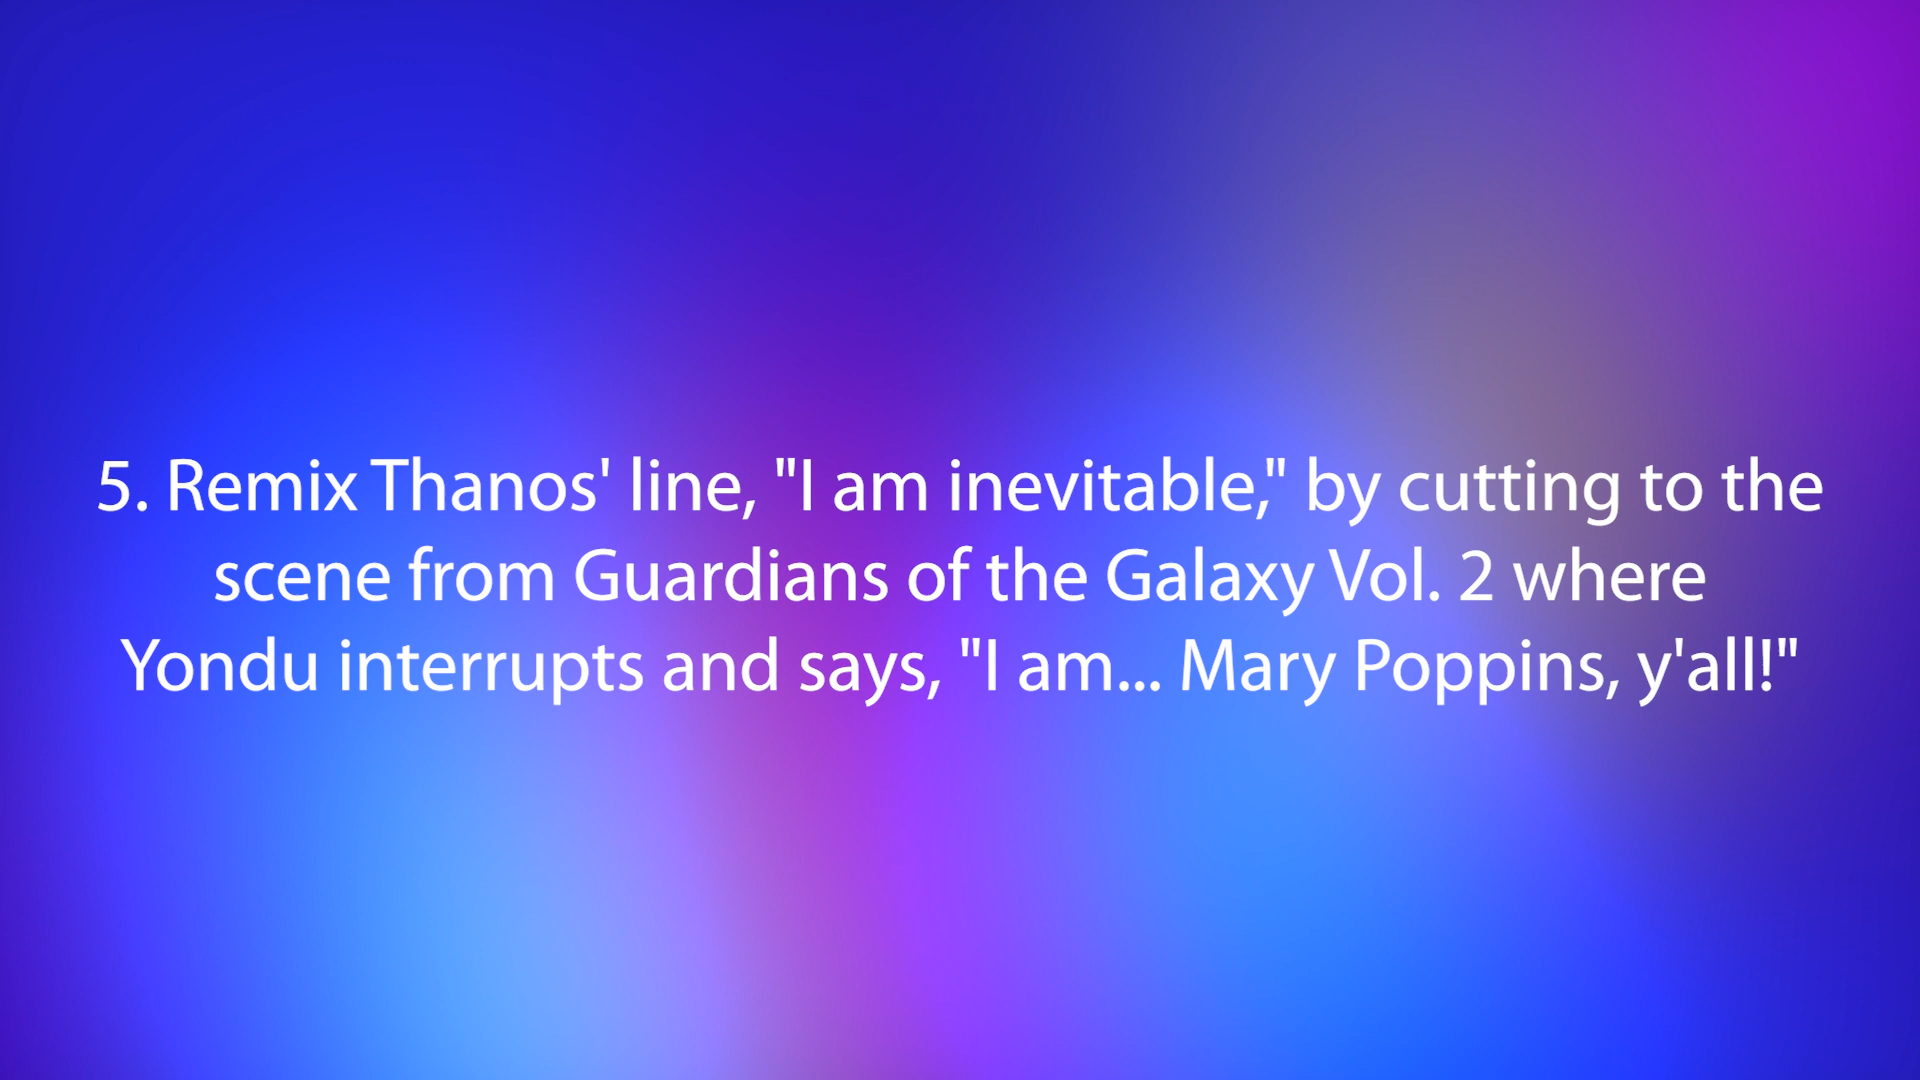 5. Remix Thanos' line, "I am inevitable," by cutting to the
scene from Guardians of the Galaxy Vol. 2 where
Yondu interrupts and says, "I am... Mary Poppins, y'all!"